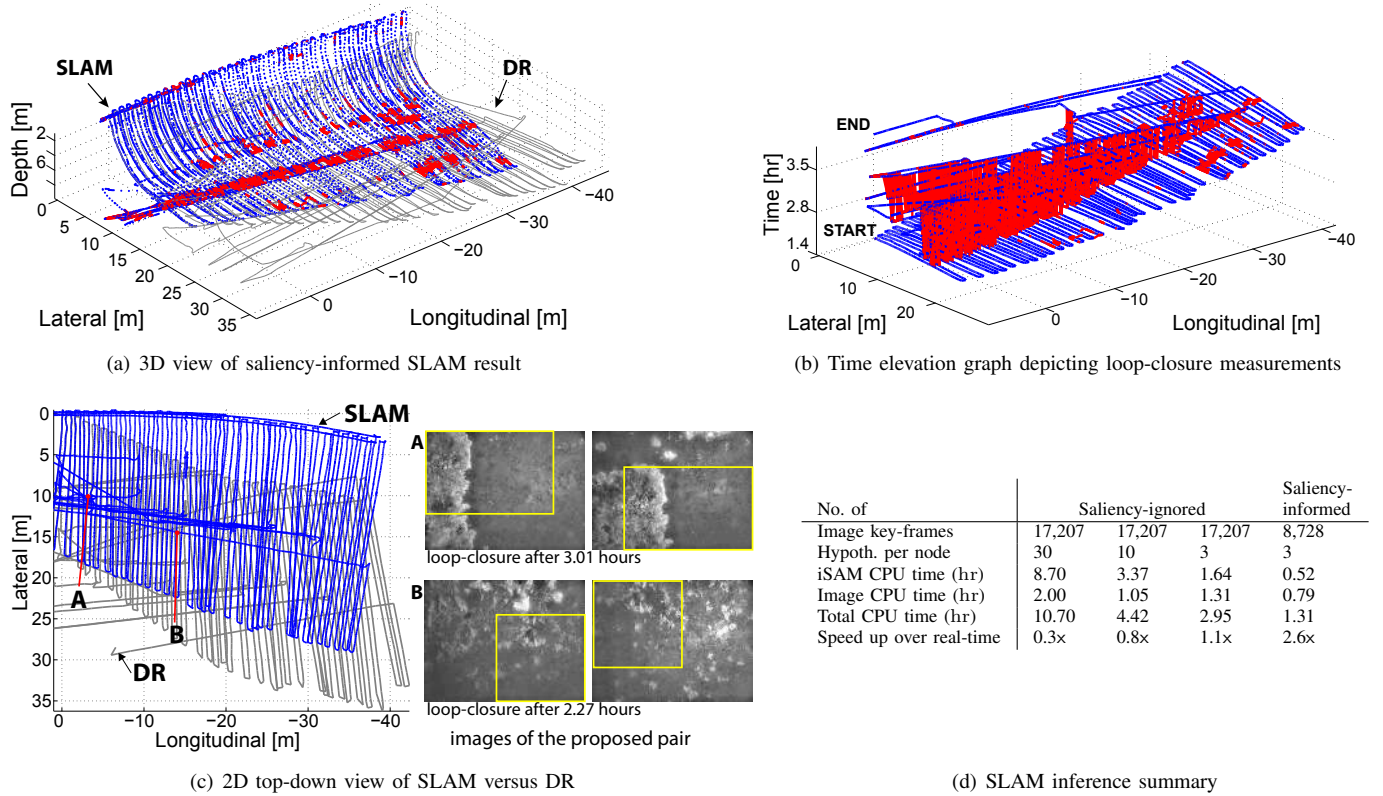 SLAM
DR
Depth [m]
2
6
0
5
10
15
20
25
30
35
Lateral [m]
0
−10
−20
−30
−40
Longitudinal [m]
(a) 3D view of saliency-informed SLAM result
END
START
Time [hr]
3.5
2.8
1.4
0
10
20
Lateral [m]
0
−10
−20
−30
−40
Longitudinal [m]
(b) Time elevation graph depicting loop-closure measurements
SLAM
A
B
DR
Lateral [m]
0
5
10
15
20
25
30
35
0 −10 −20 −30 −40
Longitudinal [m]
A
loop-closure after 3.01 hours
B
loop-closure after 2.27 hours
images of the proposed pair
(c) 2D top-down view of SLAM versus DR
No. of Saliency-ignored Saliency-informed
Image key-frames 17,207 17,207 17,207 8,728
Hypoth. per node 30 10 3 3
iSAM CPU time (hr) 8.70 3.37 1.64 0.52
Image CPU time (hr) 2.00 1.05 1.31 0.79
Total CPU time (hr) 10.70 4.42 2.95 1.31
Speed up over real-time 0.3× 0.8× 1.1× 2.6×
(d) SLAM inference summary